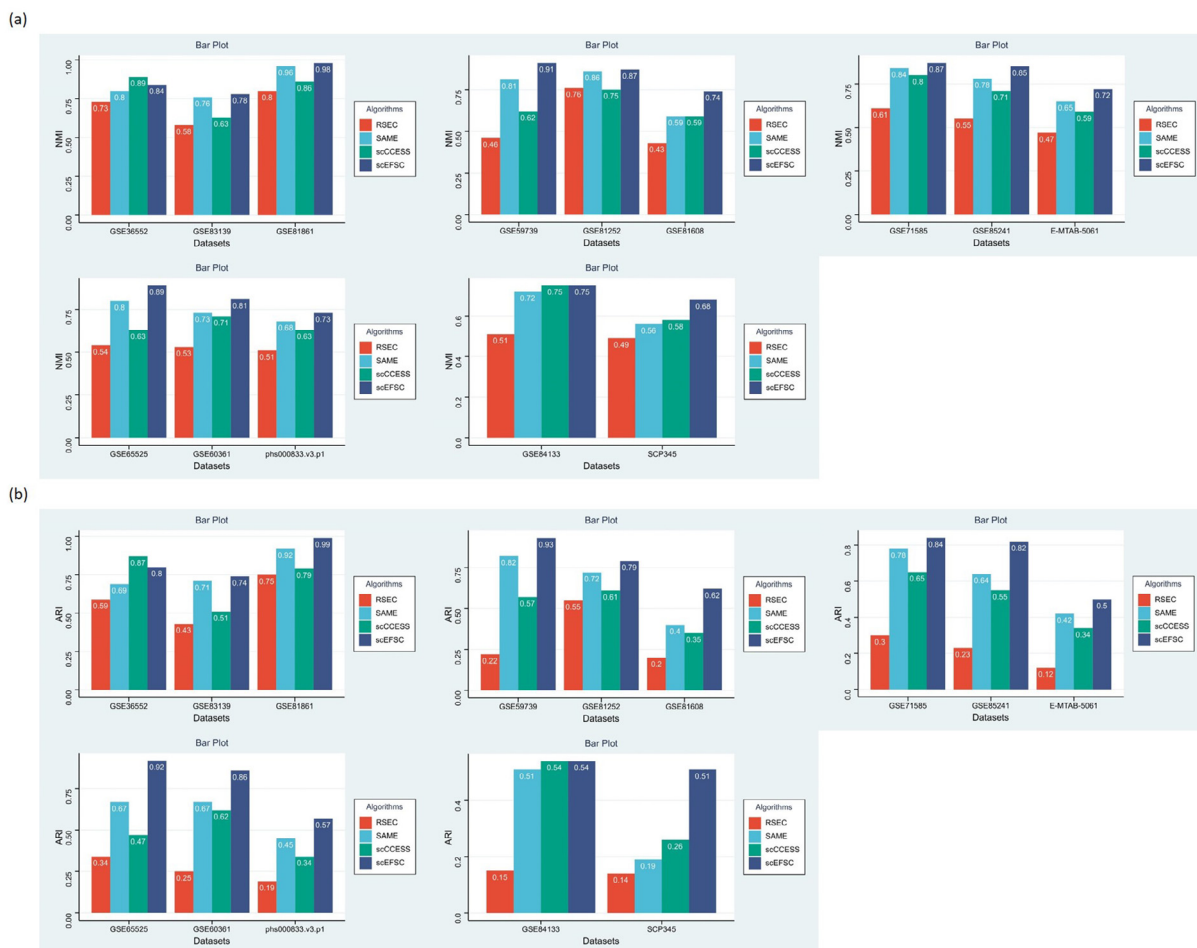 (a)
Bar Plot
NMI
0.00 0.25 0.50 0.75 1.00
0.73 0.8 0.89 0.84
0.58 0.76 0.63 0.78
0.8 0.96 0.86 0.98
GSE36552 GSE83139 GSE81861
Datasets
Algorithms
RSEC
SAME
scCCESS
scEFSC
Bar Plot
NMI
0.00 0.25 0.50 0.75
0.46 0.81 0.62 0.91
0.76 0.86 0.75 0.87
0.43 0.59 0.59 0.74
GSE59739 GSE81252 GSE81608
Datasets
Algorithms
RSEC
SAME
scCCESS
scEFSC
Bar Plot
NMI
0.00 0.25 0.50 0.75
0.61 0.84 0.8 0.87
0.55 0.78 0.71 0.85
0.47 0.65 0.59 0.72
GSE71585 GSE85241 E-MTAB-5061
Datasets
Algorithms
RSEC
SAME
scCCESS
scEFSC
Bar Plot
NMI
0.00 0.25 0.50 0.75
0.54 0.8 0.63 0.89
0.53 0.73 0.71 0.81
0.51 0.68 0.63 0.73
GSE65525 GSE60361 phs000833.v3.p1
Datasets
Algorithms
RSEC
SAME
scCCESS
scEFSC
Bar Plot
NMI
0.0 0.2 0.4 0.6
0.51 0.72 0.75 0.75
0.49 0.56 0.58 0.68
GSE84133 SCP345
Datasets
Algorithms
RSEC
SAME
scCCESS
scEFSC
(b)
Bar Plot
ARI
0.00 0.25 0.50 0.75 1.00
0.59 0.69 0.87 0.8
0.43 0.71 0.51 0.74
0.75 0.92 0.79 0.99
GSE36552 GSE83139 GSE81861
Datasets
Algorithms
RSEC
SAME
scCCESS
scEFSC
Bar Plot
ARI
0.00 0.25 0.50 0.75
0.22 0.82 0.57 0.93
0.55 0.72 0.61 0.79
0.2 0.4 0.35 0.62
GSE59739 GSE81252 GSE81608
Datasets
Algorithms
RSEC
SAME
scCCESS
scEFSC
Bar Plot
ARI
0.0 0.2 0.4 0.6 0.8
0.3 0.78 0.65 0.84
0.23 0.64 0.55 0.82
0.12 0.42 0.34 0.5
GSE71585 GSE85241 E-MTAB-5061
Datasets
Algorithms
RSEC
SAME
scCCESS
scEFSC
Bar Plot
ARI
0.00 0.25 0.50 0.75
0.34 0.67 0.47 0.92
0.25 0.67 0.62 0.86
0.19 0.45 0.34 0.57
GSE65525 GSE60361 phs000833.v3.p1
Datasets
Algorithms
RSEC
SAME
scCCESS
scEFSC
Bar Plot
ARI
0.0 0.2 0.4
0.15 0.51 0.54 0.54
0.14 0.19 0.26 0.51
GSE84133 SCP345
Datasets
Algorithms
RSEC
SAME
scCCESS
scEFSC